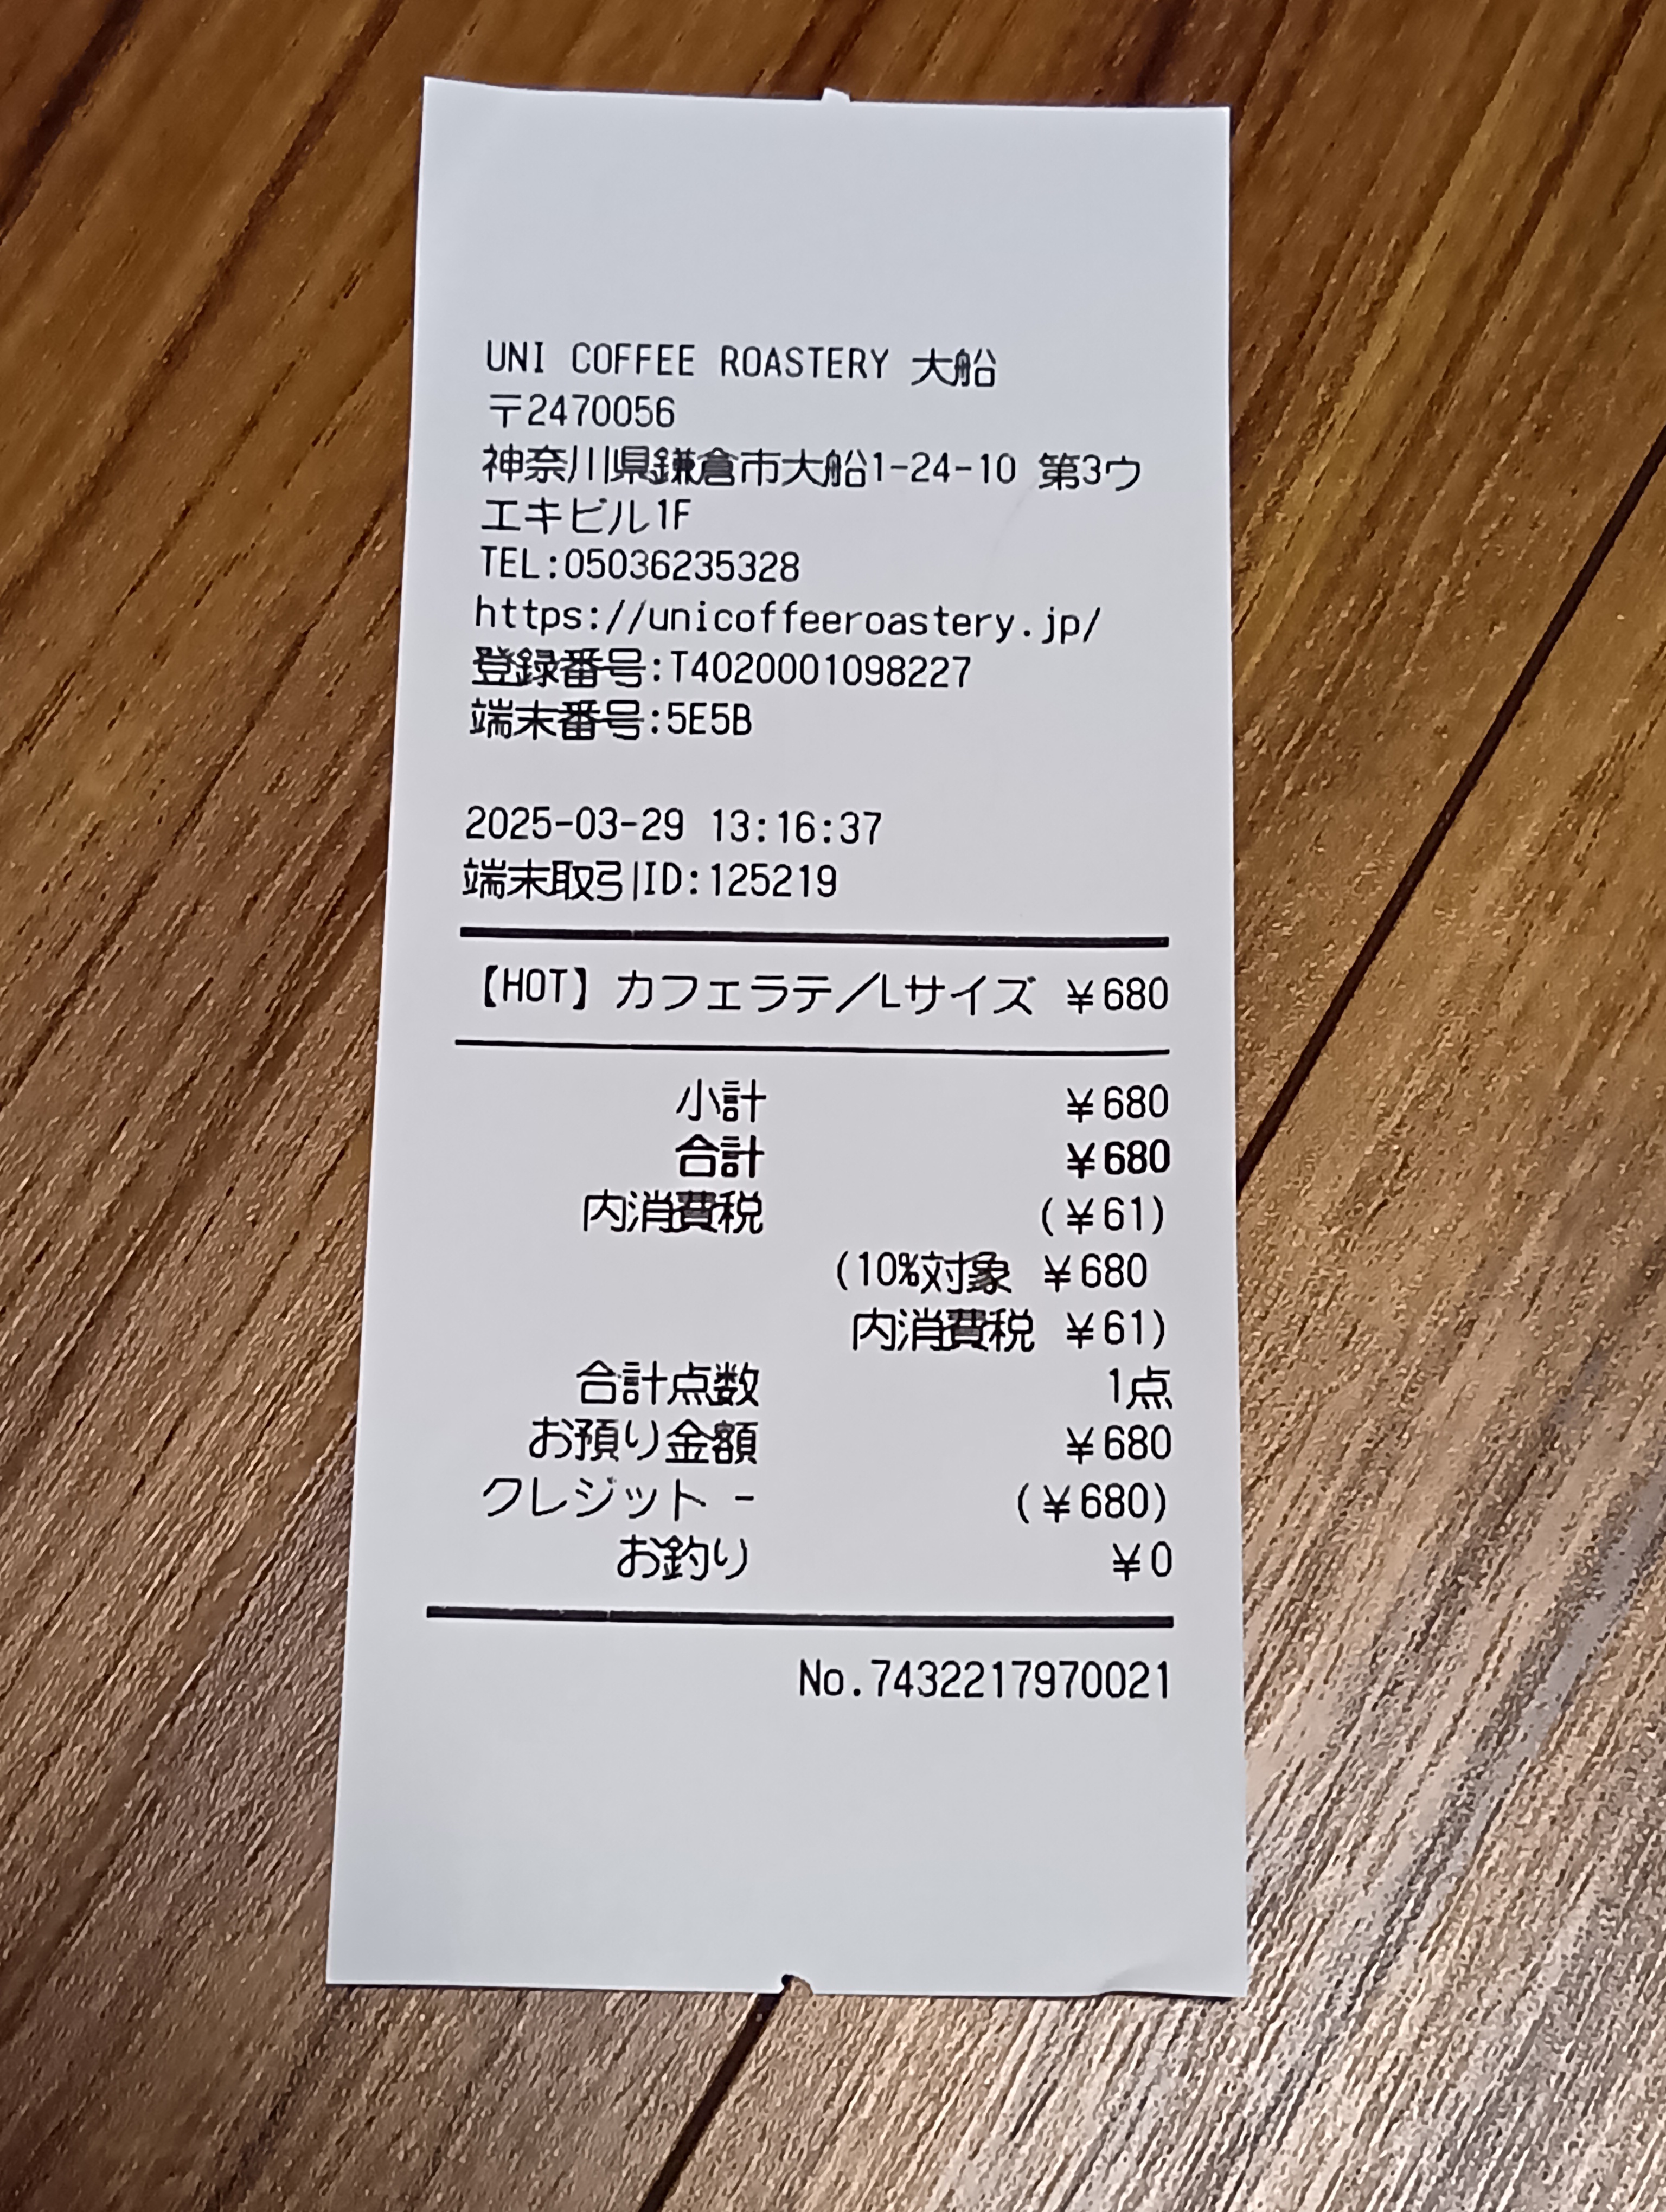 UNI COFFEE ROASTERY 大船
〒2470056
神奈川県鎌倉市大船1-24-10 第3ウ
エキビル1F
TEL:05036235328
https://unicoffeeroastery.jp/
登録番号:T4020001098227
端末番号:5E5B
2025-03-29 13:16:37
端末取引ID:125219
【HOT】カフェラテ/Lサイズ ¥680
小計 ¥680
合計 ¥680
内消費税 (¥61)
(10%対象 ¥680
内消費税 ¥61)
合計点数 1点
お預り金額 ¥680
クレジット - (¥680)
お釣り ¥0
No.7432217970021